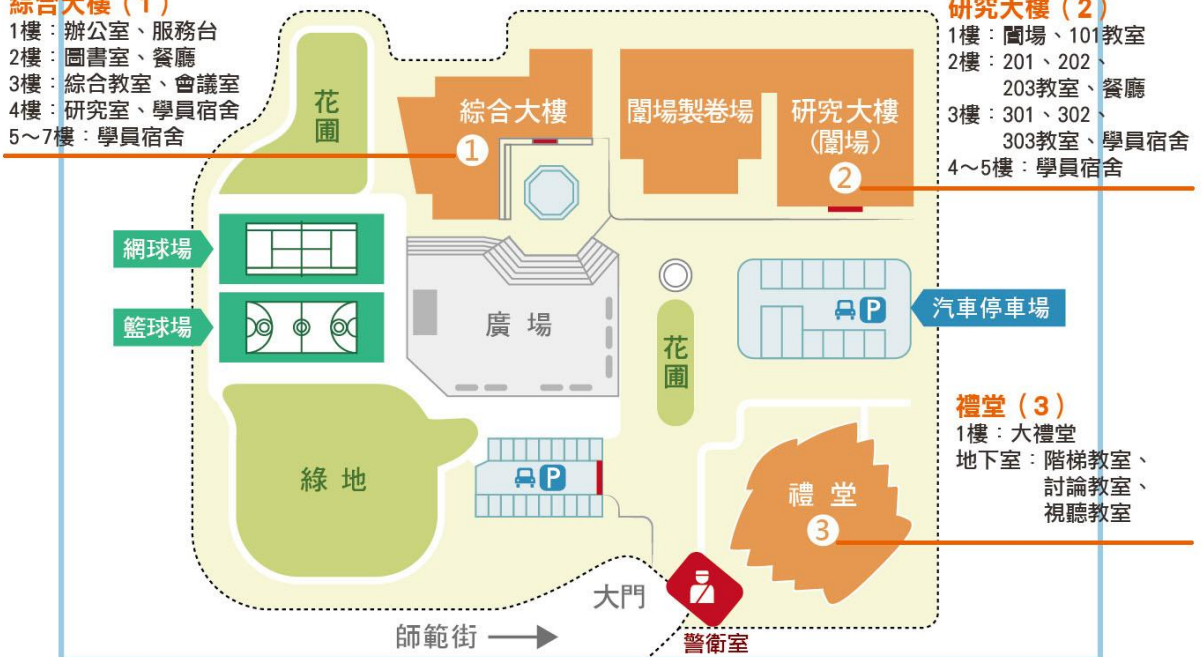 綜合大樓（1）
1樓：辦公室、服務台
2樓：圖書室、餐廳
3樓：綜合教室、會議室
4樓：研究室、學員宿舍
5～7樓：學員宿舍
研究大樓（2）
1樓：闈場、101教室
2樓：201、202、
203教室、餐廳
3樓：301、302、
303教室、學員宿舍
4～5樓：學員宿舍
花圃
綜合大樓
1
闈場製卷場
研究大樓
(闈場)
2
網球場
籃球場
廣場
花圃
P
汽車停車場
綠地
P
禮堂
3
禮堂（3）
1樓：大禮堂
地下室：階梯教室、
討論教室、
視聽教室
大門
師範街
警衛室